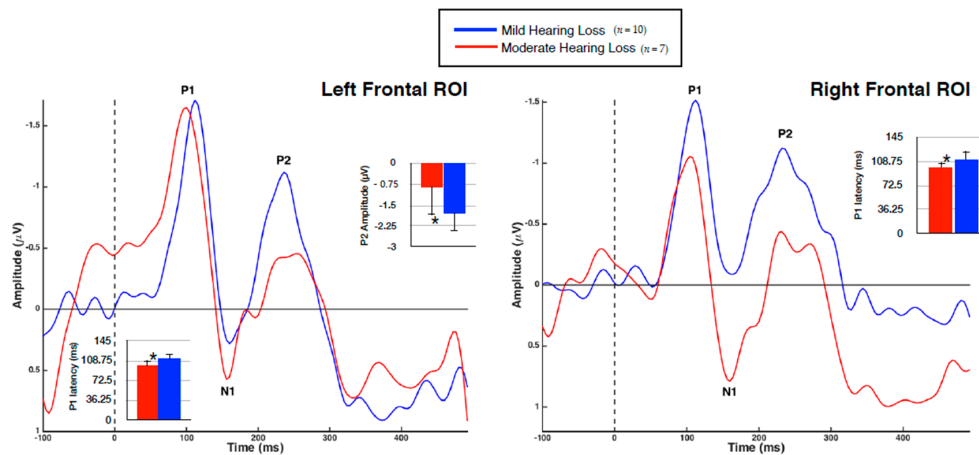 Mild Hearing Loss (n = 10)
Moderate Hearing Loss (n = 7)
Left Frontal ROI
P1
P2
N1
Amplitude (μV)
-1.5
-1
-0.5
0
0.5
1
-100
0
100
200
300
400
Time (ms)
P2 Amplitude (μV)
0
- 0.75
-1.5
-2.25
-3
*
P1 latency (ms)
145
108.75
72.5
36.25
0
*
Right Frontal ROI
P1
P2
N1
Amplitude (μV)
-1.5
-1
-0.5
0
0.5
1
-100
0
100
200
300
400
Time (ms)
P1 latency (ms)
145
108.75
72.5
36.25
0
*